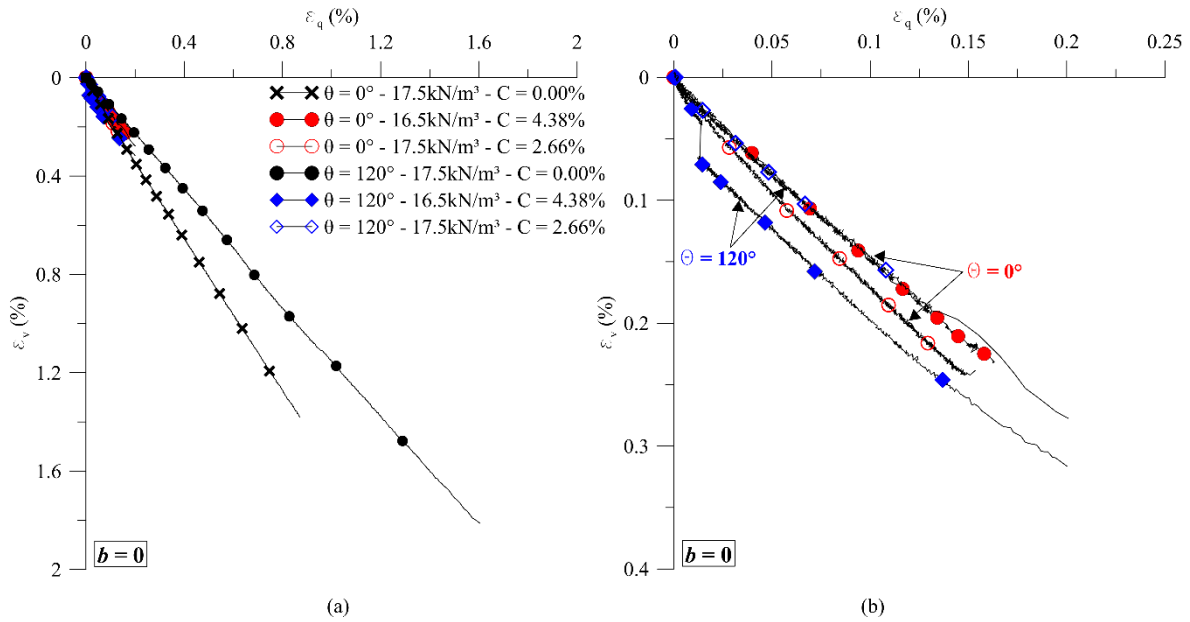 ε_q (%)
0 0.4 0.8 1.2 1.6 2
0
0.4
0.8
1.2
1.6
2
ε_v (%)
θ = 0° - 17.5kN/m³ - C = 0.00%
θ = 0° - 16.5kN/m³ - C = 4.38%
θ = 0° - 17.5kN/m³ - C = 2.66%
θ = 120° - 17.5kN/m³ - C = 0.00%
θ = 120° - 16.5kN/m³ - C = 4.38%
θ = 120° - 17.5kN/m³ - C = 2.66%
b = 0
(a)
ε_q (%)
0 0.05 0.1 0.15 0.2 0.25
0
0.1
0.2
0.3
0.4
ε_v (%)
Θ = 120°
Θ = 0°
b = 0
(b)